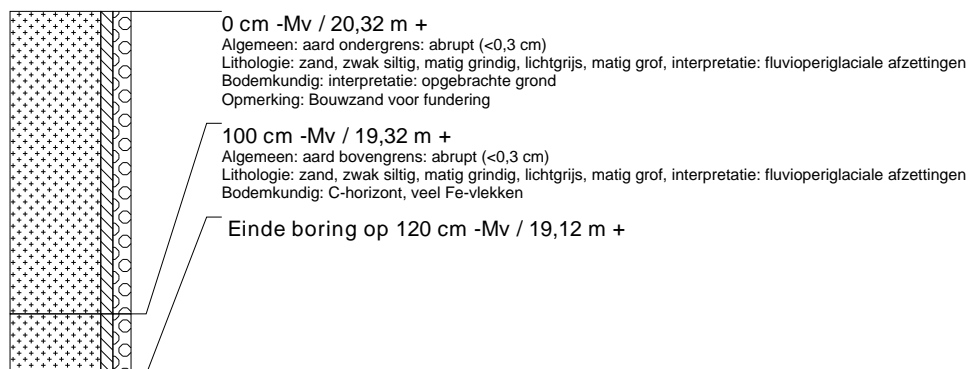 0 cm -Mv / 20,32 m +
Algemeen: aard ondergrens: abrupt (<0,3 cm)
Lithologie: zand, zwak siltig, matig grindig, lichtgrijs, matig grof, interpretatie: fluvioperiglaciale afzettingen
Bodemkundig: interpretatie: opgebrachte grond
Opmerking: Bouwzand voor fundering
100 cm -Mv / 19,32 m +
Algemeen: aard bovengrens: abrupt (<0,3 cm)
Lithologie: zand, zwak siltig, matig grindig, lichtgrijs, matig grof, interpretatie: fluvioperiglaciale afzettingen
Bodemkundig: C-horizont, veel Fe-vlekken
Einde boring op 120 cm -Mv / 19,12 m +